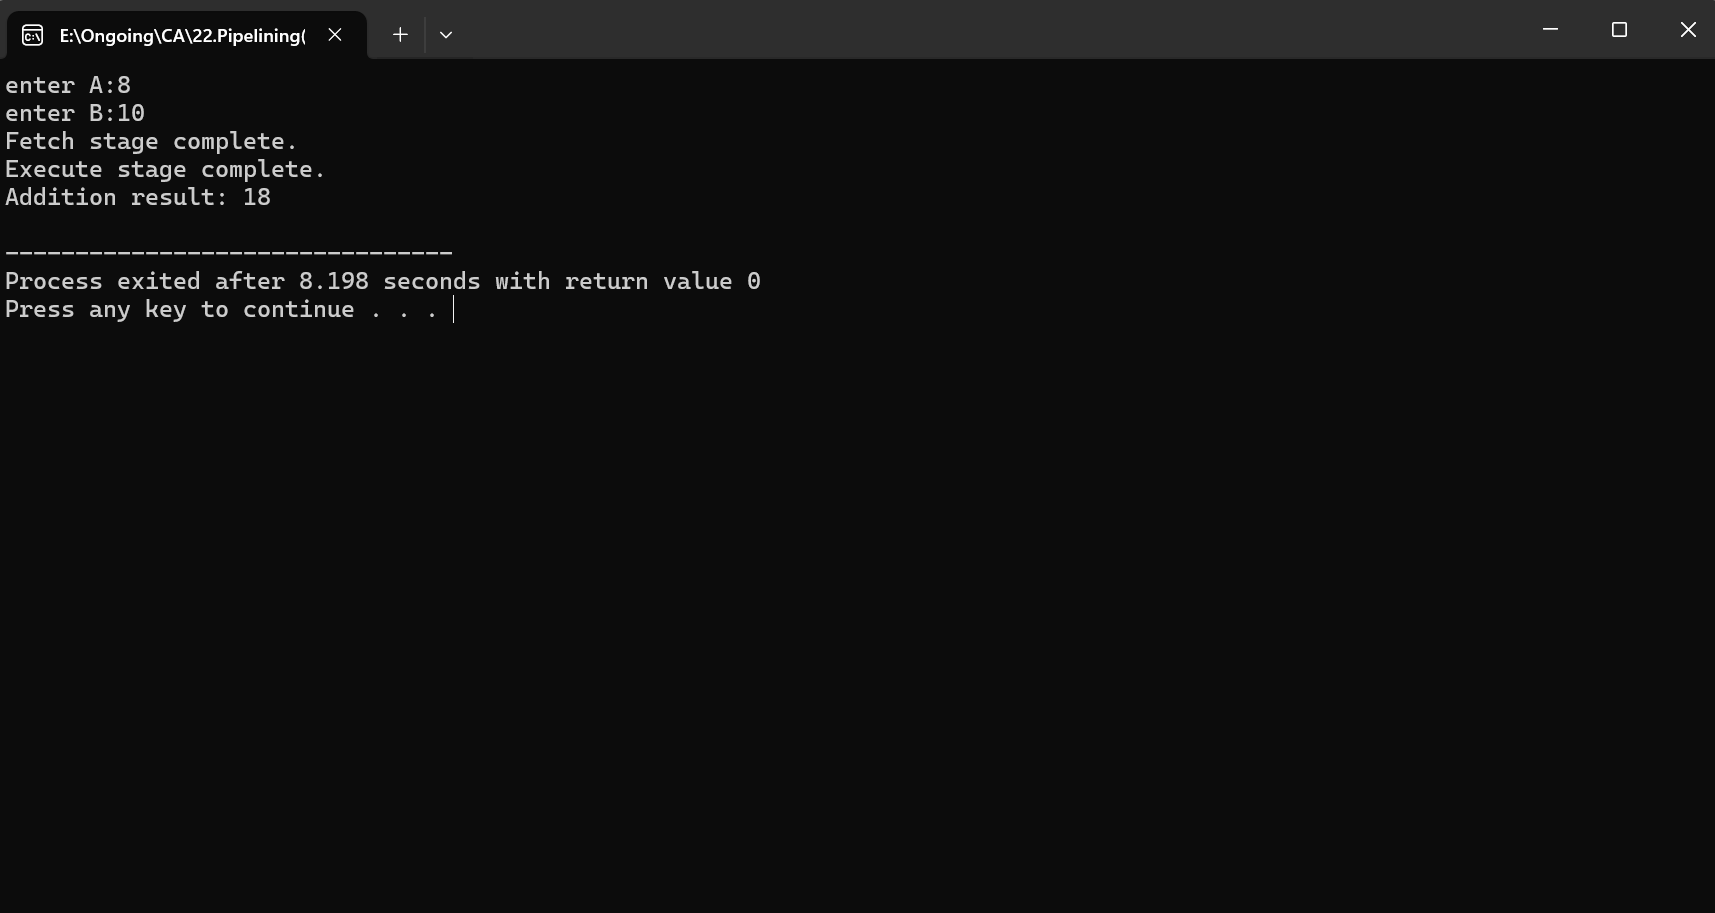 E:\Ongoing\CA\22.Pipelining(
enter A:8
enter B:10
Fetch stage complete.
Execute stage complete.
Addition result: 18
--------------------------------
Process exited after 8.198 seconds with return value 0
Press any key to continue . . .